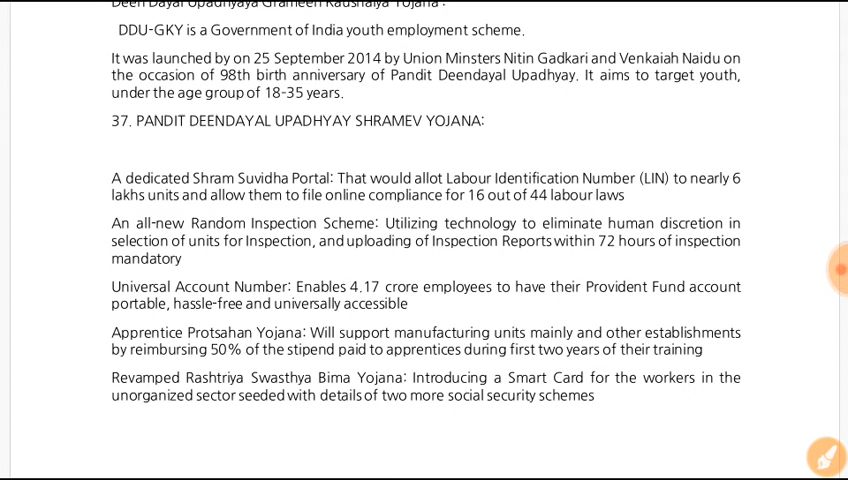 Deen Dayal Upadhyaya Grameen Kaushalya Yojana :
DDU-GKY is a Government of India youth employment scheme.
It was launched by on 25 September 2014 by Union Minsters Nitin Gadkari and Venkaiah Naidu on
the occasion of 98th birth anniversary of Pandit Deendayal Upadhyay. It aims to target youth,
under the age group of 18-35 years.
37. PANDIT DEENDAYAL UPADHYAY SHRAMEV YOJANA:
A dedicated Shram Suvidha Portal: That would allot Labour Identification Number (LIN) to nearly 6
lakhs units and allow them to file online compliance for 16 out of 44 labour laws
An all-new Random Inspection Scheme: Utilizing technology to eliminate human discretion in
selection of units for Inspection, and uploading of Inspection Reports within 72 hours of inspection
mandatory
Universal Account Number: Enables 4.17 crore employees to have their Provident Fund account
portable, hassle-free and universally accessible
Apprentice Protsahan Yojana: Will support manufacturing units mainly and other establishments
by reimbursing 50% of the stipend paid to apprentices during first two years of their training
Revamped Rashtriya Swasthya Bima Yojana: Introducing a Smart Card for the workers in the
unorganized sector seeded with details of two more social security schemes